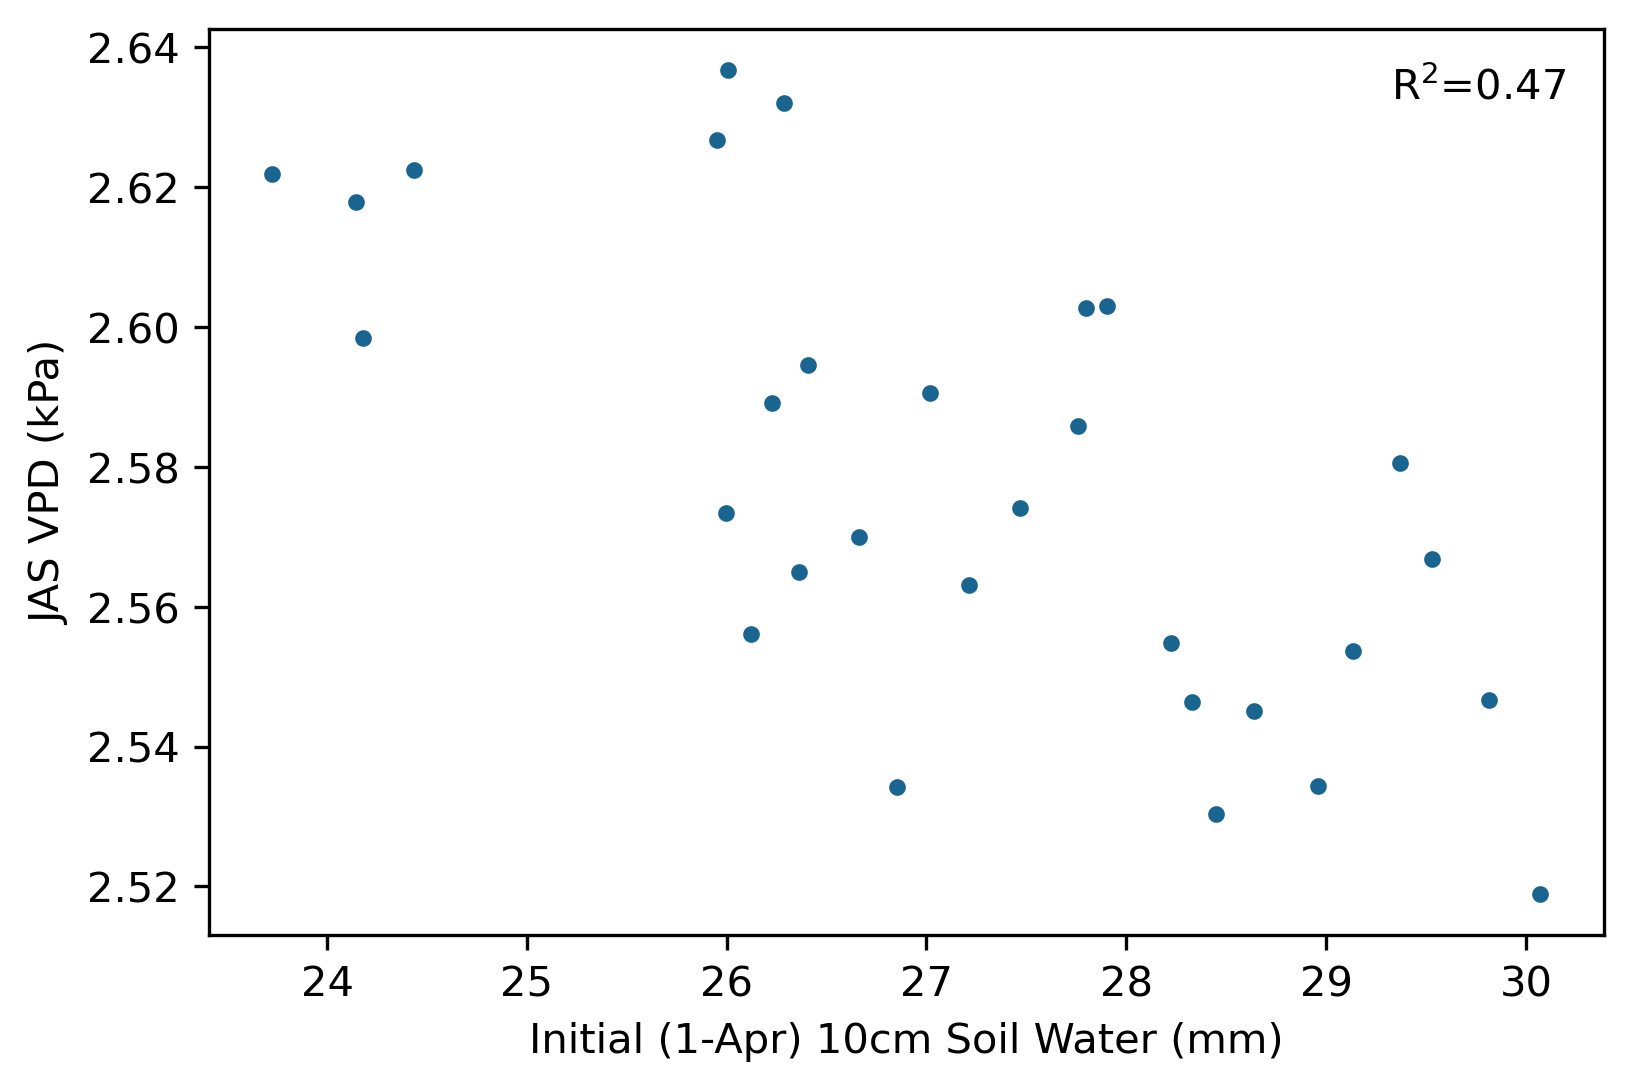 R²=0.47
2.64
2.62
2.60
2.58
2.56
2.54
2.52
JAS VPD (kPa)
24 25 26 27 28 29 30
Initial (1-Apr) 10cm Soil Water (mm)